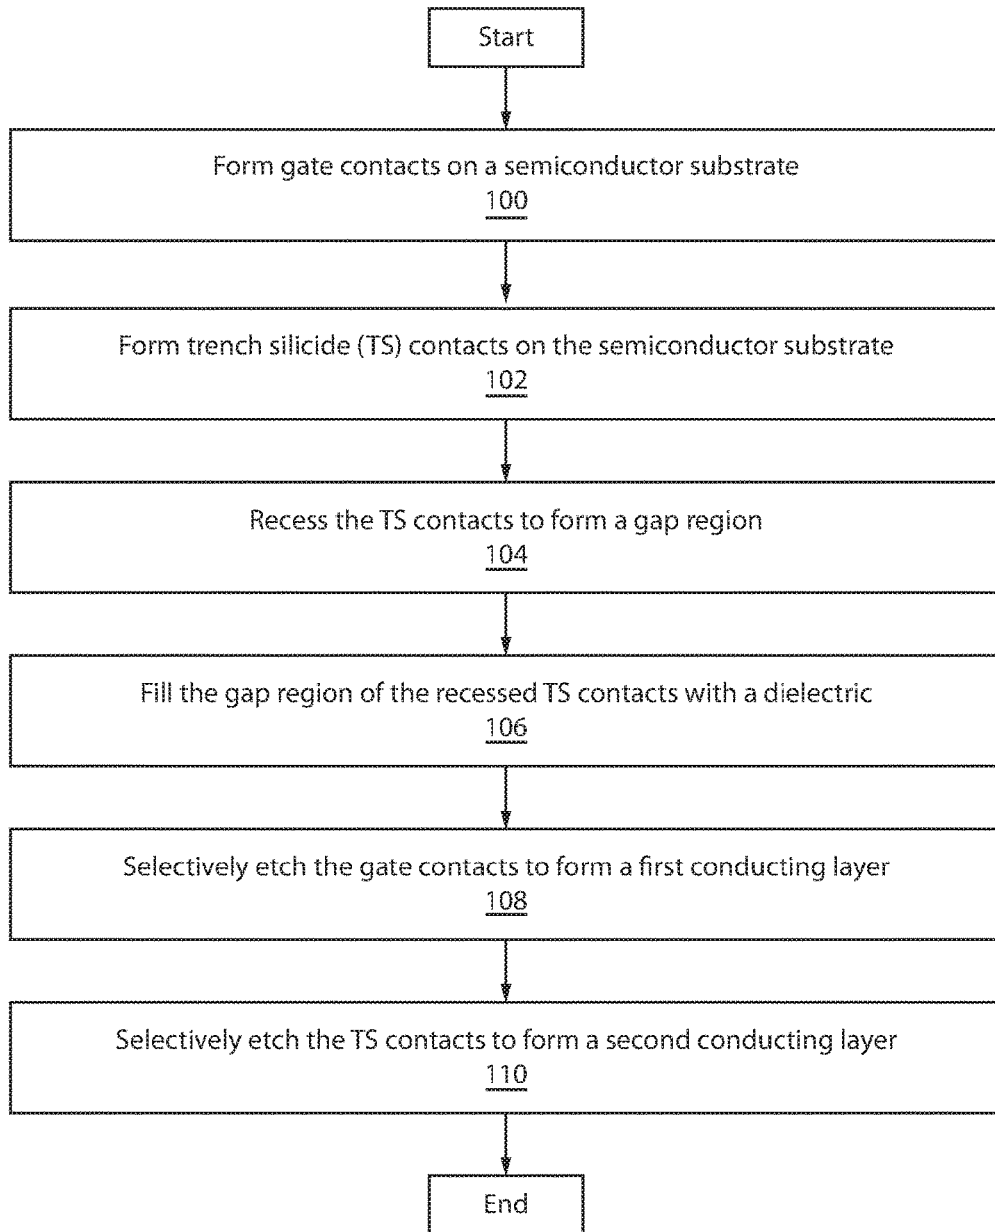 Start
Form gate contacts on a semiconductor substrate
100
Form trench silicide (TS) contacts on the semiconductor substrate
102
Recess the TS contacts to form a gap region
104
Fill the gap region of the recessed TS contacts with a dielectric
106
Selectively etch the gate contacts to form a first conducting layer
108
Selectively etch the TS contacts to form a second conducting layer
110
End